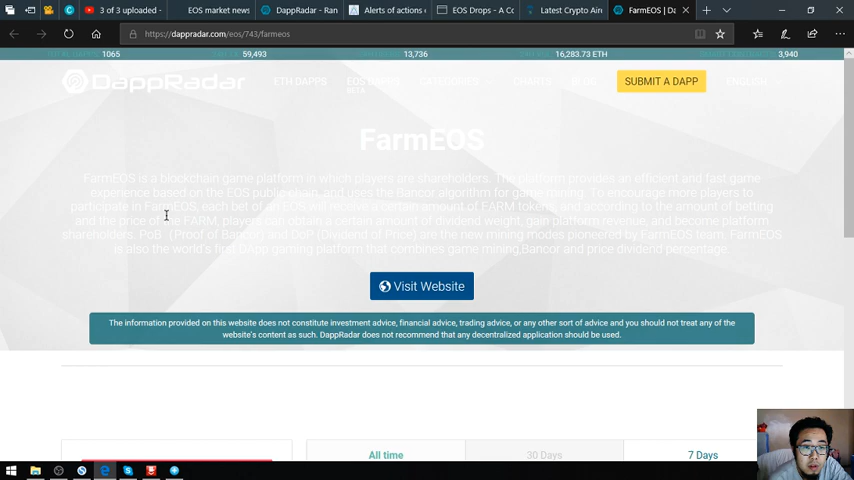 3 of 3 uploaded -
EOS market news
DappRadar - Ran
Alerts of actions
EOS Drops - A Co
Latest Crypto Air
FarmEOS | Da
https://dappradar.com/eos/743/farmeos
1065
59,493
13,736
16,283.73 ETH
3,940
DappRadar
ETH DAPPS
EOS DAPPS
BETA
CATEGORIES
CHARTS
BLOG
SUBMIT A DAPP
ENGLISH
FarmEOS
FarmEOS is a blockchain game platform in which players are shareholders. The platform provides an efficient and fast game
experience based on the EOS public chain, and uses the Bancor algorithm for game mining. To encourage more players to
participate in FarmEOS, each bet of an EOS will receive a certain amount of FARM tokens, and according to the amount of betting
and the price of the FARM, players can obtain a certain amount of dividend weight, gain platform revenue, and become platform
shareholders. PoB (Proof of Bancor) and DoP (Dividend of Price) are the new mining modes pioneered by FarmEOS team. FarmEOS
is also the world's first DApp gaming platform that combines game mining,Bancor and price dividend percentage.
Visit Website
The information provided on this website does not constitute investment advice, financial advice, trading advice, or any other sort of advice and you should not treat any of the
website's content as such. DappRadar does not recommend that any decentralized application should be used.
All time
30 Days
7 Days